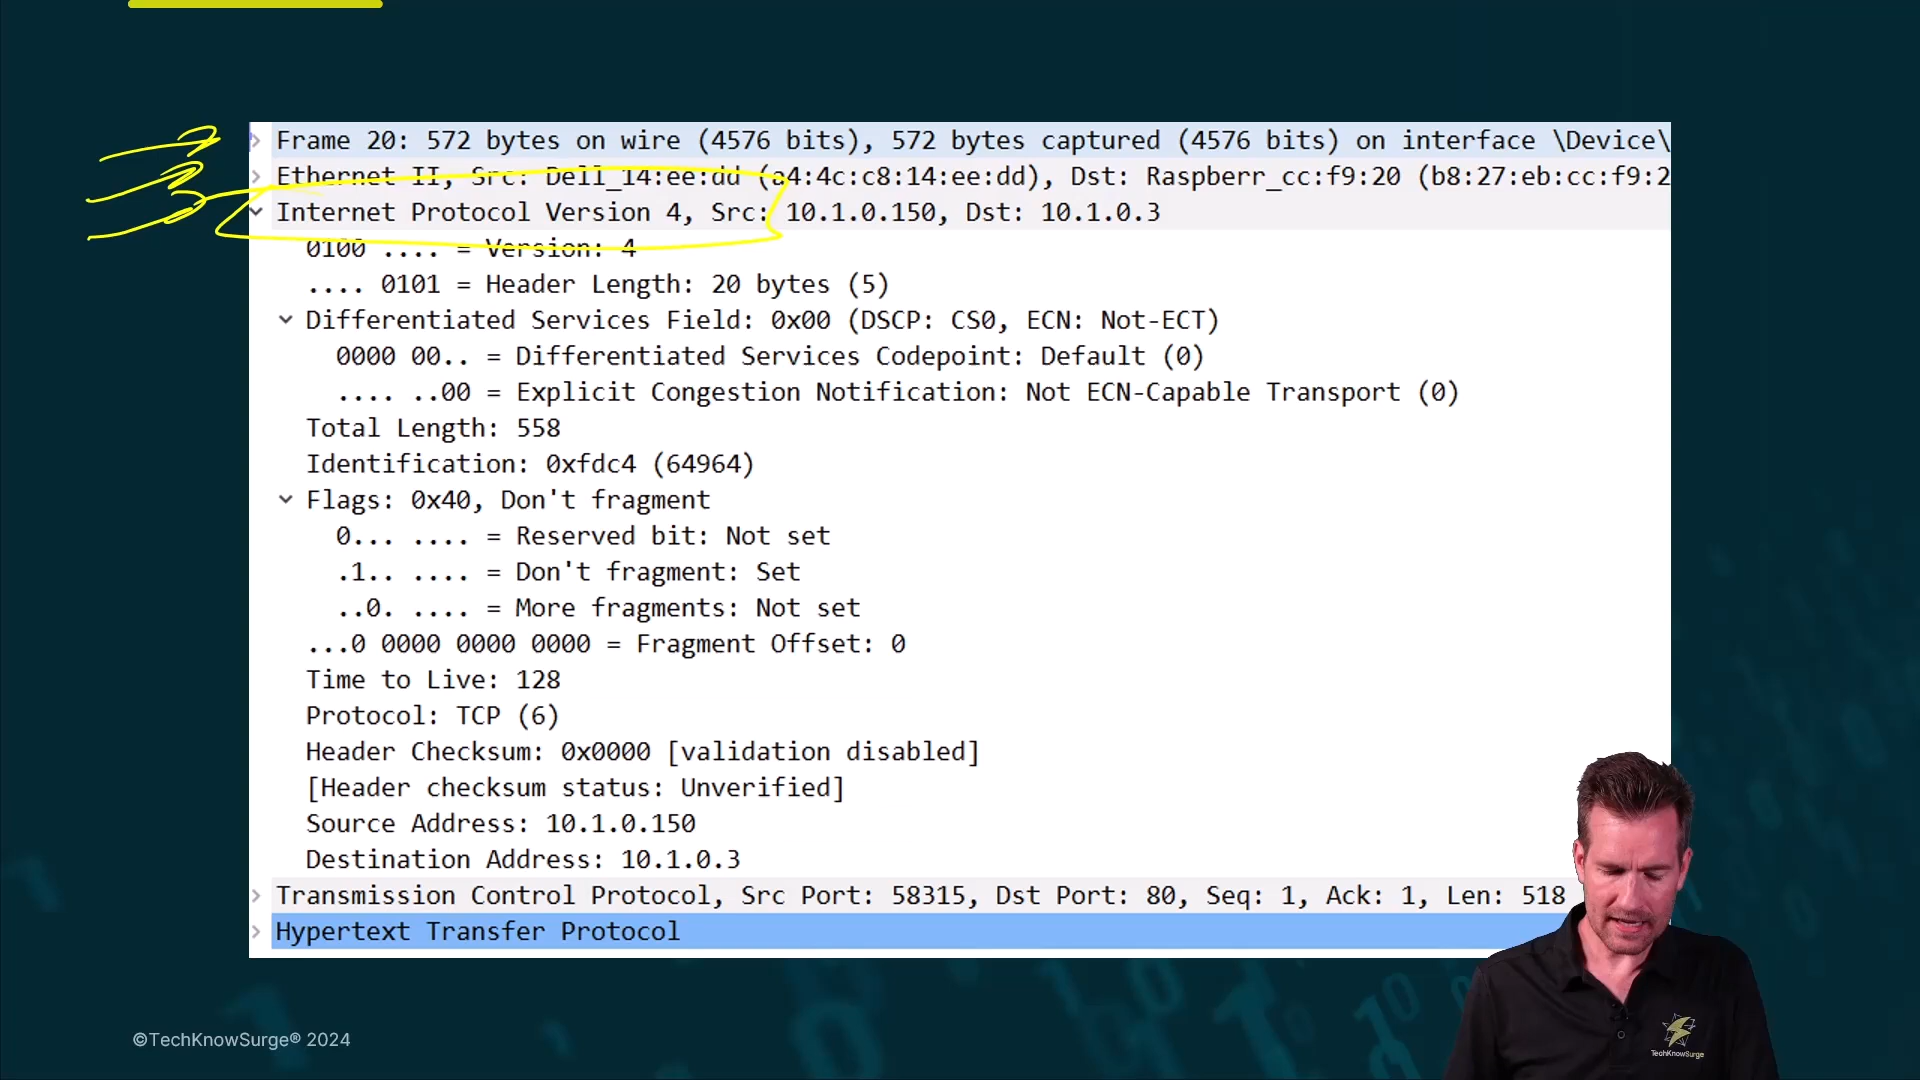 Frame 20: 572 bytes on wire (4576 bits), 572 bytes captured (4576 bits) on interface \Device\
Ethernet II, Src: Dell_14:ee:dd (a4:4c:c8:14:ee:dd), Dst: Raspberr_cc:f9:20 (b8:27:eb:cc:f9:2
Internet Protocol Version 4, Src: 10.1.0.150, Dst: 10.1.0.3
0100 .... = Version: 4
.... 0101 = Header Length: 20 bytes (5)
Differentiated Services Field: 0x00 (DSCP: CS0, ECN: Not-ECT)
0000 00.. = Differentiated Services Codepoint: Default (0)
.... ..00 = Explicit Congestion Notification: Not ECN-Capable Transport (0)
Total Length: 558
Identification: 0xfdc4 (64964)
Flags: 0x40, Don't fragment
0... .... = Reserved bit: Not set
.1.. .... = Don't fragment: Set
..0. .... = More fragments: Not set
...0 0000 0000 0000 = Fragment Offset: 0
Time to Live: 128
Protocol: TCP (6)
Header Checksum: 0x0000 [validation disabled]
[Header checksum status: Unverified]
Source Address: 10.1.0.150
Destination Address: 10.1.0.3
Transmission Control Protocol, Src Port: 58315, Dst Port: 80, Seq: 1, Ack: 1, Len: 518
Hypertext Transfer Protocol
©TechKnowSurge® 2024
TechKnowSurge